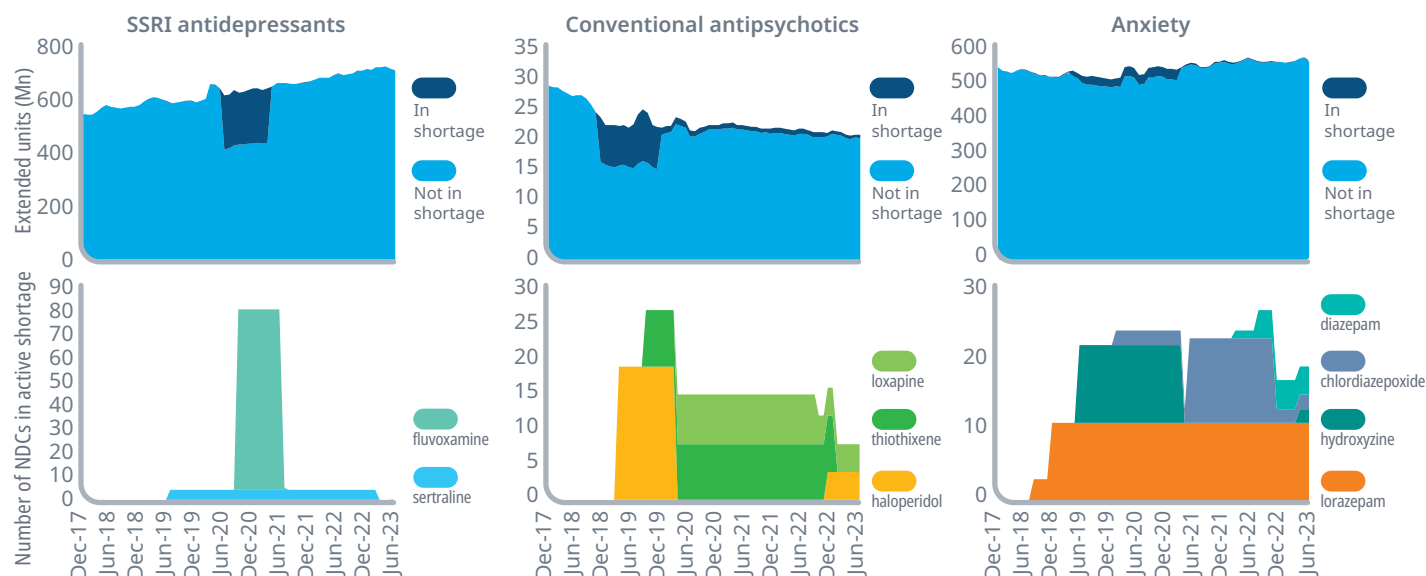 SSRI antidepressants
Extended units (Mn)
800
600
400
200
0
In
shortage
Not in
shortage
Conventional antipsychotics
35
30
25
20
15
10
5
0
In
shortage
Not in
shortage
Anxiety
600
500
400
300
200
100
0
In
shortage
Not in
shortage
Number of NDCs in active shortage
90
80
70
60
50
40
30
20
10
0
fluvoxamine
sertraline
Dec-17
Jun-18
Dec-18
Jun-19
Dec-19
Jun-20
Dec-20
Jun-21
Dec-21
Jun-22
Dec-22
Jun-23
30
25
20
15
10
5
0
loxapine
thiothixene
haloperidol
Dec-17
Jun-18
Dec-18
Jun-19
Dec-19
Jun-20
Dec-20
Jun-21
Dec-21
Jun-22
Dec-22
Jun-23
30
20
10
0
diazepam
chlordiazepoxide
hydroxyzine
lorazepam
Dec-17
Jun-18
Dec-18
Jun-19
Dec-19
Jun-20
Dec-20
Jun-21
Dec-21
Jun-22
Dec-22
Jun-23